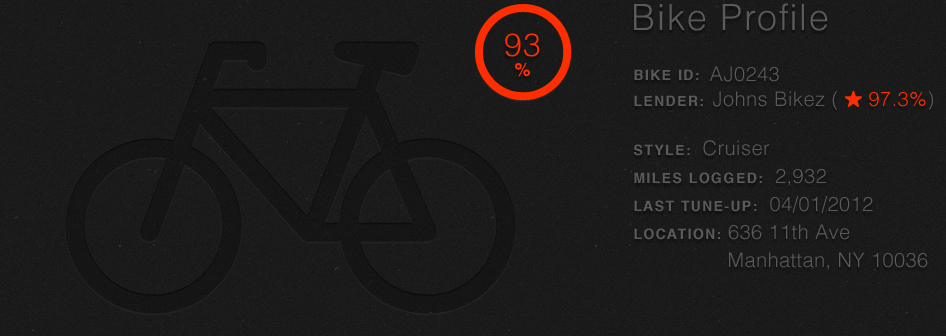 93
%
Bike Profile
BIKE ID: AJ0243
LENDER: Johns Bikez ( ★ 97.3%)
STYLE: Cruiser
MILES LOGGED: 2,932
LAST TUNE-UP: 04/01/2012
LOCATION: 636 11th Ave
Manhattan, NY 10036